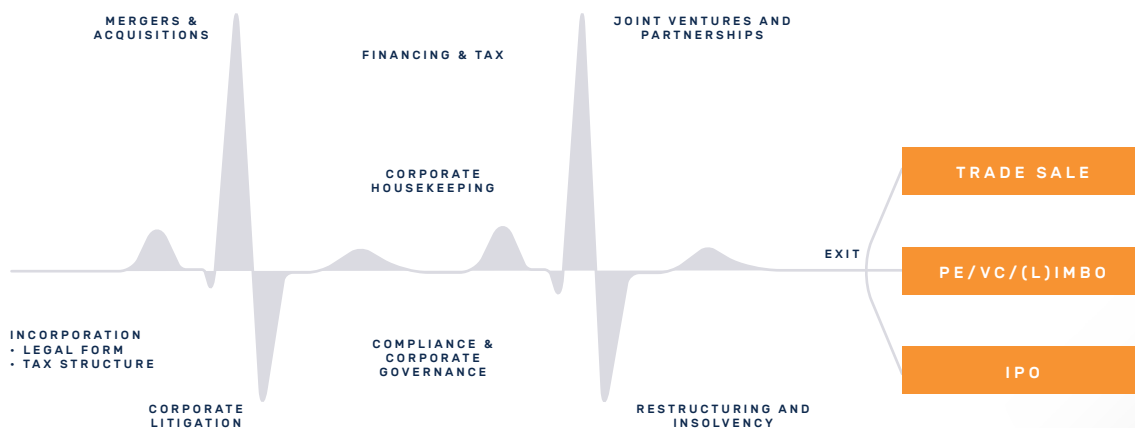 MERGERS &
ACQUISITIONS
FINANCING & TAX
JOINT VENTURES AND
PARTNERSHIPS
CORPORATE
HOUSEKEEPING
TRADE SALE
EXIT
PE/VC/(L)IMBO
INCORPORATION
• LEGAL FORM
• TAX STRUCTURE
COMPLIANCE &
CORPORATE
GOVERNANCE
IPO
CORPORATE
LITIGATION
RESTRUCTURING AND
INSOLVENCY